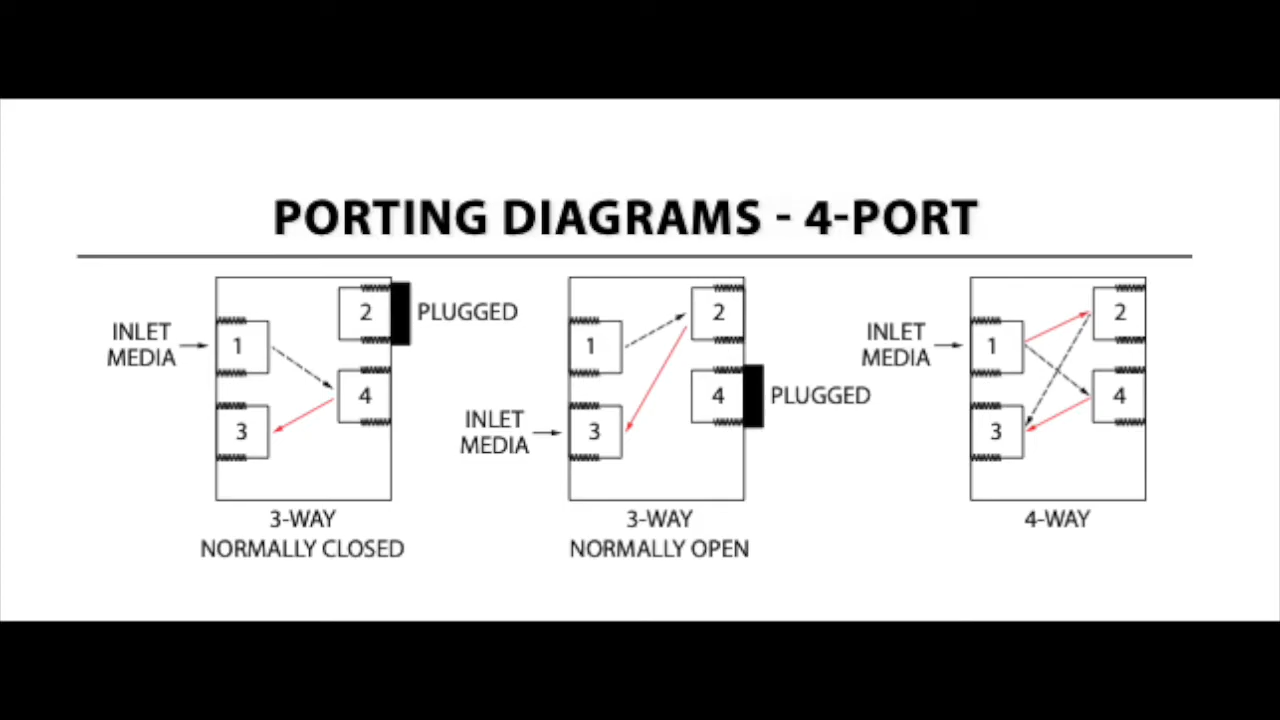 PORTING DIAGRAMS - 4-PORT
INLET
MEDIA
1
2
3
4
PLUGGED
3-WAY
NORMALLY CLOSED
INLET
MEDIA
1
2
3
4
PLUGGED
3-WAY
NORMALLY OPEN
INLET
MEDIA
1
2
3
4
4-WAY